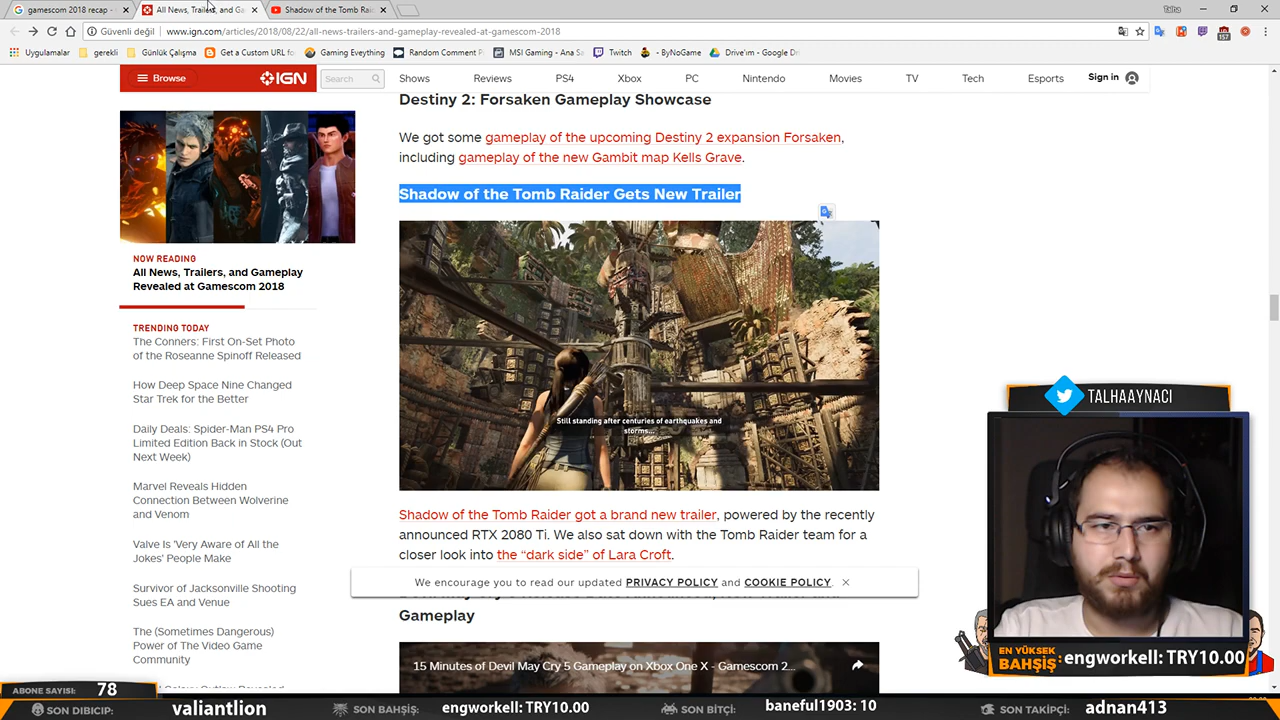 gamescom 2018 recap -
All News, Trailers, and Ga
Shadow of the Tomb Raid
Talha
Güvenli değil
www.ign.com/articles/2018/08/22/all-news-trailers-and-gameplay-revealed-at-gamescom-2018
157
Uygulamalar
gerekli
Günlük Çalışma
Get a Custom URL for
Gaming Eveything
Random Comment P
MSI Gaming - Ana Sa
Twitch
- ByNoGame
Drive'ım - Google D
Browse
IGN
Search
Shows
Reviews
PS4
Xbox
PC
Nintendo
Movies
TV
Tech
Esports
Sign in
Destiny 2: Forsaken Gameplay Showcase
We got some gameplay of the upcoming Destiny 2 expansion Forsaken,
including gameplay of the new Gambit map Kells Grave.
Shadow of the Tomb Raider Gets New Trailer
NOW READING
All News, Trailers, and Gameplay
Revealed at Gamescom 2018
TRENDING TODAY
The Conners: First On-Set Photo
of the Roseanne Spinoff Released
How Deep Space Nine Changed
Star Trek for the Better
Daily Deals: Spider-Man PS4 Pro
Limited Edition Back in Stock (Out
Next Week)
Marvel Reveals Hidden
Connection Between Wolverine
and Venom
Valve Is 'Very Aware of All the
Jokes' People Make
Survivor of Jacksonville Shooting
Sues EA and Venue
The (Sometimes Dangerous)
Power of The Video Game
Community
Still standing after centuries of earthquakes and
storms...
Shadow of the Tomb Raider got a brand new trailer, powered by the recently
announced RTX 2080 Ti. We also sat down with the Tomb Raider team for a
closer look into the “dark side” of Lara Croft.
We encourage you to read our updated PRIVACY POLICY and COOKIE POLICY.
Gameplay
15 Minutes of Devil May Cry 5 Gameplay on Xbox One X - Gamescom 2...
TALHAAYNACI
EN YÜKSEK
BAHŞİŞ:
engworkell: TRY10.00
ABONE SAYISI:
78
SON DIBICIP:
valiantlion
SON BAHŞİŞ:
engworkell: TRY10.00
SON BİTÇİ:
baneful1903: 10
SON TAKİPÇİ:
adnan413